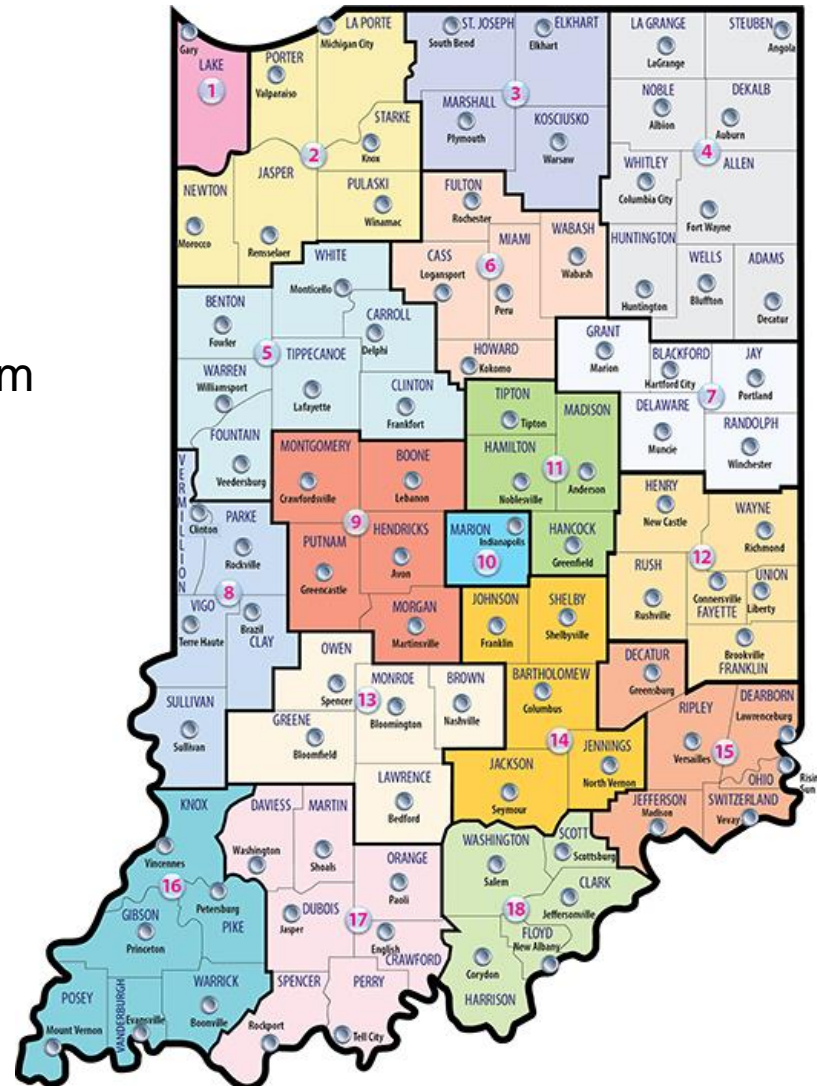 LA PORTE
ST. JOSEPH
ELKHART
LA GRANGE
STEUBEN
Gary
Michigan City
South Bend
Elkhart
LaGrange
Angola
LAKE
PORTER
Valparaiso
1
3
NOBLE
DEKALB
MARSHALL
STARKE
KOSCIUSKO
Albion
Auburn
Plymouth
Knox
Warsaw
2
4
JASPER
WHITLEY
ALLEN
NEWTON
PULASKI
FULTON
Columbia City
Winamac
Rochester
Fort Wayne
Morocco
Rensselaer
MIAMI
WABASH
HUNTINGTON
WHITE
CASS
6
Wabash
WELLS
ADAMS
Logansport
Peru
Monticello
Huntington
Bluffton
Decatur
BENTON
CARROLL
Fowler
Delphi
GRANT
5
TIPPECANOE
HOWARD
Marion
BLACKFORD
JAY
m
WARREN
Kokomo
Hartford City
Portland
Williamsport
Lafayette
CLINTON
Frankfort
TIPTON
Tipton
MADISON
7
DELAWARE
RANDOLPH
Muncie
Winchester
FOUNTAIN
Veedersburg
MONTGOMERY
BOONE
HAMILTON
11
Crawfordsville
Lebanon
Noblesville
Anderson
VERMILLION
HENRY
New Castle
WAYNE
Richmond
Clinton
PARKE
9
HENDRICKS
MARION
Indianapolis
HANCOCK
Rockville
PUTNAM
Avon
10
Greenfield
12
Greencastle
RUSH
UNION
Connersville
Liberty
8
VIGO
Brazil
MORGAN
JOHNSON
SHELBY
Rushville
FAYETTE
Terre Haute
CLAY
Martinsville
Franklin
Shelbyville
Brookville
OWEN
DECATUR
FRANKLIN
Spencer
MONROE
BROWN
BARTHOLOMEW
Greensburg
13
Bloomington
Nashville
Columbus
DEARBORN
SULLIVAN
GREENE
RIPLEY
Lawrenceburg
Sullivan
Bloomfield
14
JENNINGS
Versailles
15
JACKSON
North Vernon
OHIO
Rising
Sun
LAWRENCE
Seymour
JEFFERSON
SWITZERLAND
KNOX
DAVIESS
MARTIN
Bedford
Madison
Vevay
Washington
Shoals
WASHINGTON
SCOTT
Scottsburg
Vincennes
ORANGE
Salem
16
Paoli
CLARK
Petersburg
DUBOIS
Jasper
17
18
Jeffersonville
GIBSON
Princeton
PIKE
English
FLOYD
New Albany
CRAWFORD
Corydon
POSEY
VANDERBURGH
WARRICK
SPENCER
PERRY
HARRISON
Mount Vernon
Evansville
Boonville
Rockport
Tell City